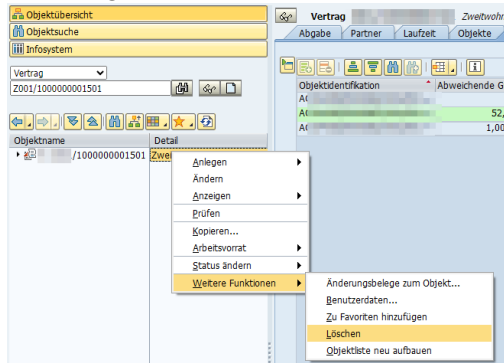 Objektübersicht
Objektsuche
Infosystem
Vertrag
Z001/1000000001501
Objektname Detail
/1000000001501 Zwei
Anlegen
Ändern
Anzeigen
Prüfen
Kopieren...
Arbeitsvorrat
Status ändern
Weitere Funktionen
Änderungsbelege zum Objekt...
Benutzerdaten...
Zu Favoriten hinzufügen
Löschen
Objektliste neu aufbauen
Vertrag Zweitwohn
Abgabe Partner Laufzeit Objekte
Objektidentifikation Abweichende G
52,
1,00